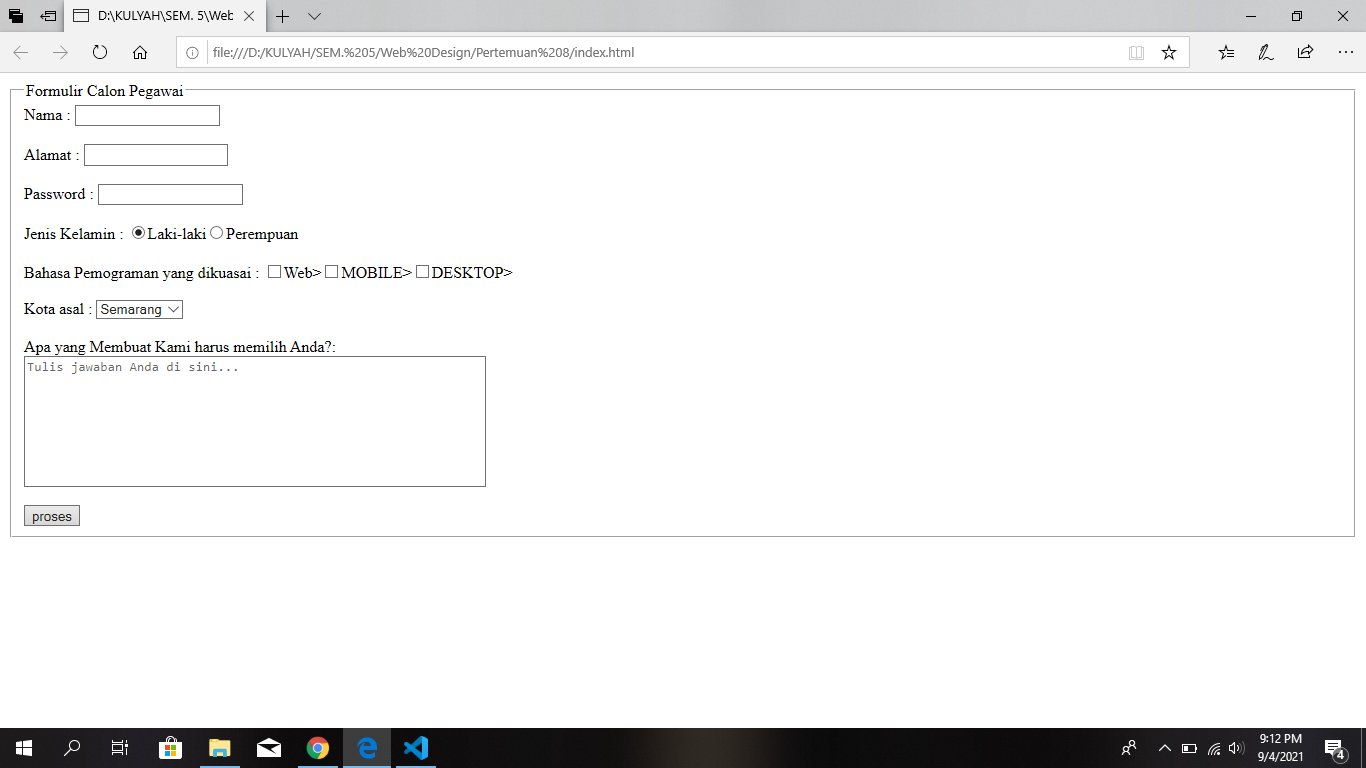 D:\KULYAH\SEM. 5\Web
file:///D:/KULYAH/SEM.%205/Web%20Design/Pertemuan%208/index.html
Formulir Calon Pegawai
Nama :
Alamat :
Password :
Jenis Kelamin : Laki-laki Perempuan
Bahasa Pemograman yang dikuasai : Web> MOBILE> DESKTOP>
Kota asal : Semarang
Apa yang Membuat Kami harus memilih Anda?:
Tulis jawaban Anda di sini...
proses
9:12 PM
9/4/2021
4